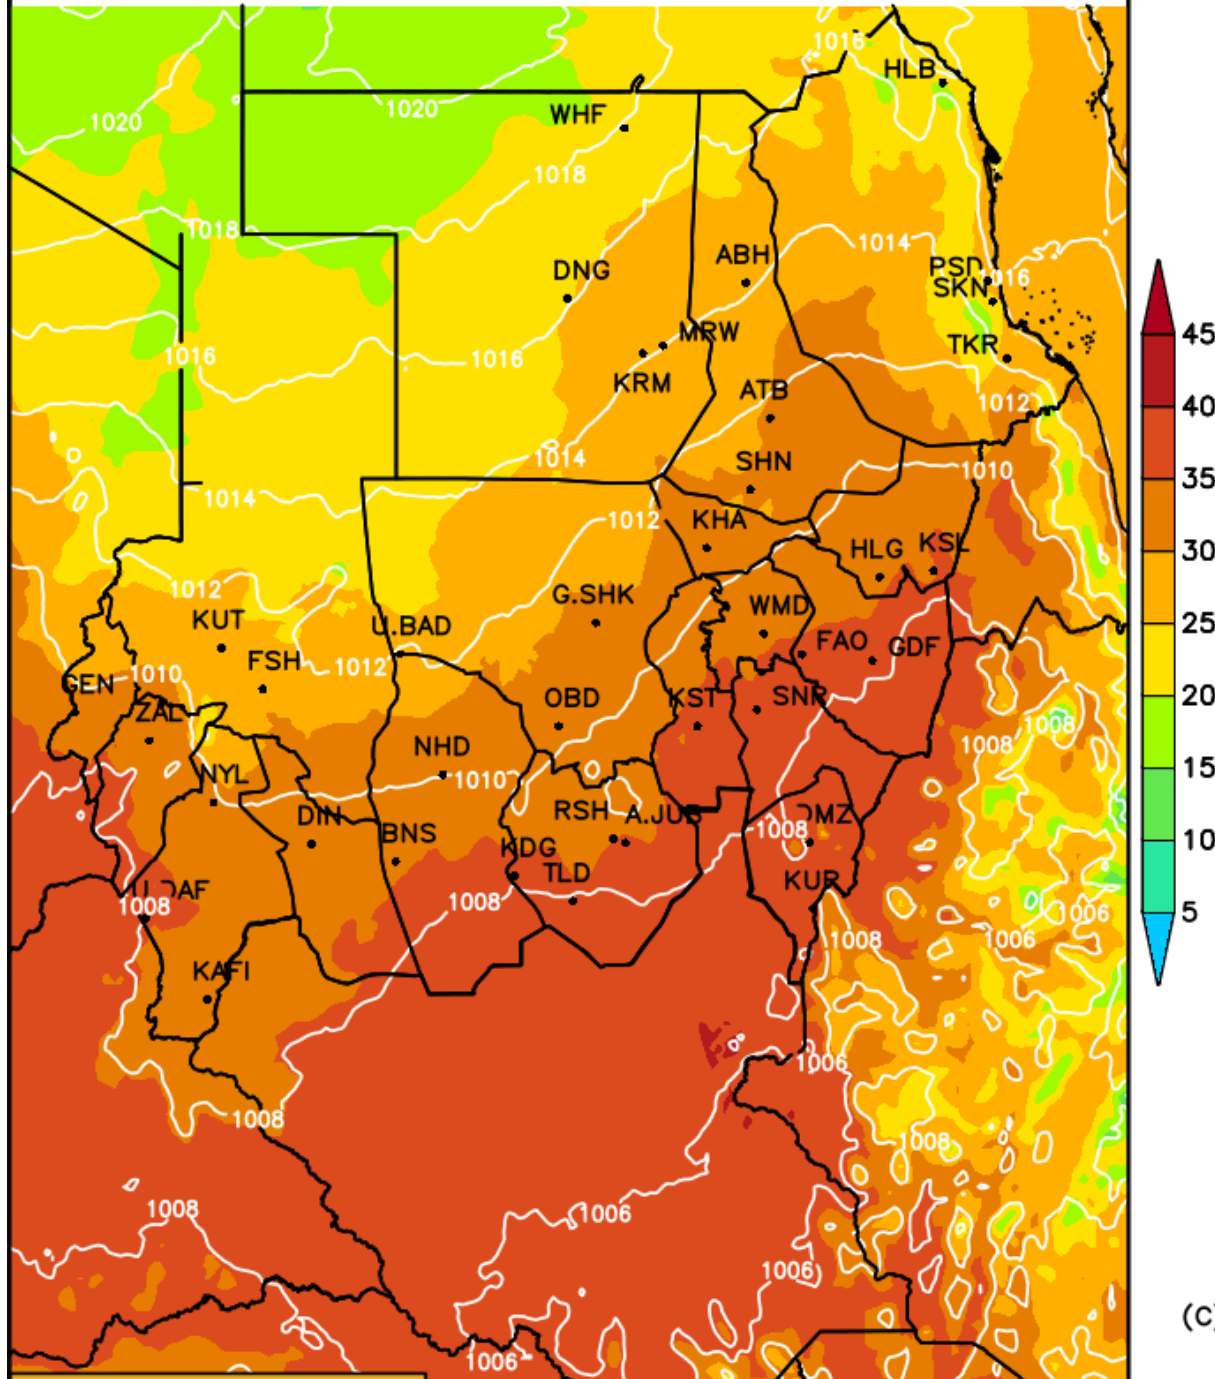 1016
HLB
1020
1020
WHF
1018
1018
1014
ABH
DNG
PSD
1016
SKN
MRW
TKR
1016
1016
KRM
ATB
1012
45
40
SHN
1014
1010
35
1014
KHA
1012
HLG
KSL
30
1012
G.SHK
WMD
KUT
U.BAD
25
FAO
GDF
FSH
1012
1010
GEN
OBD
KST
SNR
20
ZAL
1008
1008
NHD
NYL
1010
15
DIN
RSH
A.JUB
1008
DMZ
BNS
10
KDG
TLD
KUR
1008
1008
5
1006
1006
1008
KAFI
1006
1008
1008
1008
1006
1006
(C)
1006